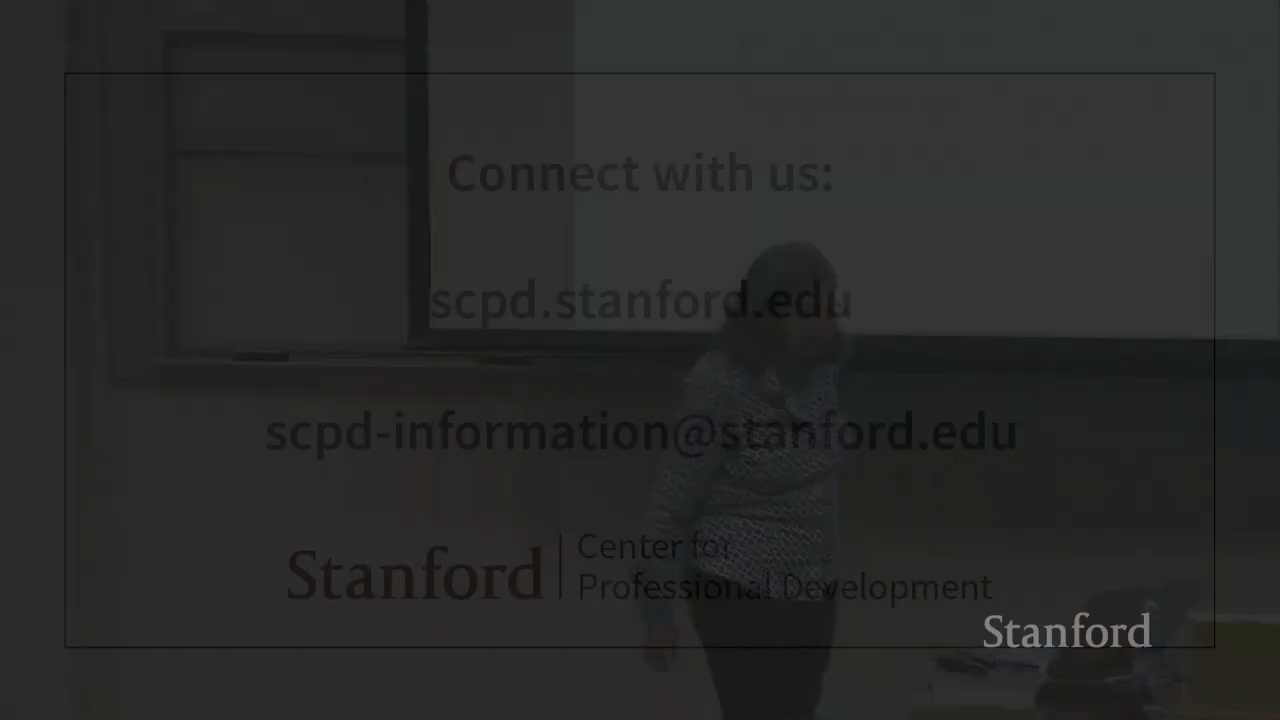 Connect with us:
scpd.stanford.edu
scpd-information@stanford.edu
Stanford
Center for
Professional Development
Stanford